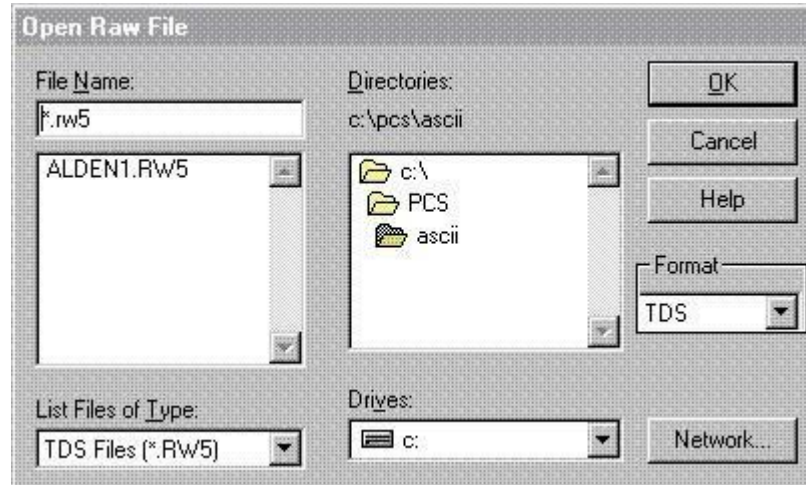 Open Raw File
File Name:
*.rw5
ALDEN1.RW5
List Files of Type:
TDS Files (*.RW5)
Directories:
c:\pcs\ascii
c:\
PCS
ascii
Drives:
c:
OK
Cancel
Help
Format
TDS
Network...